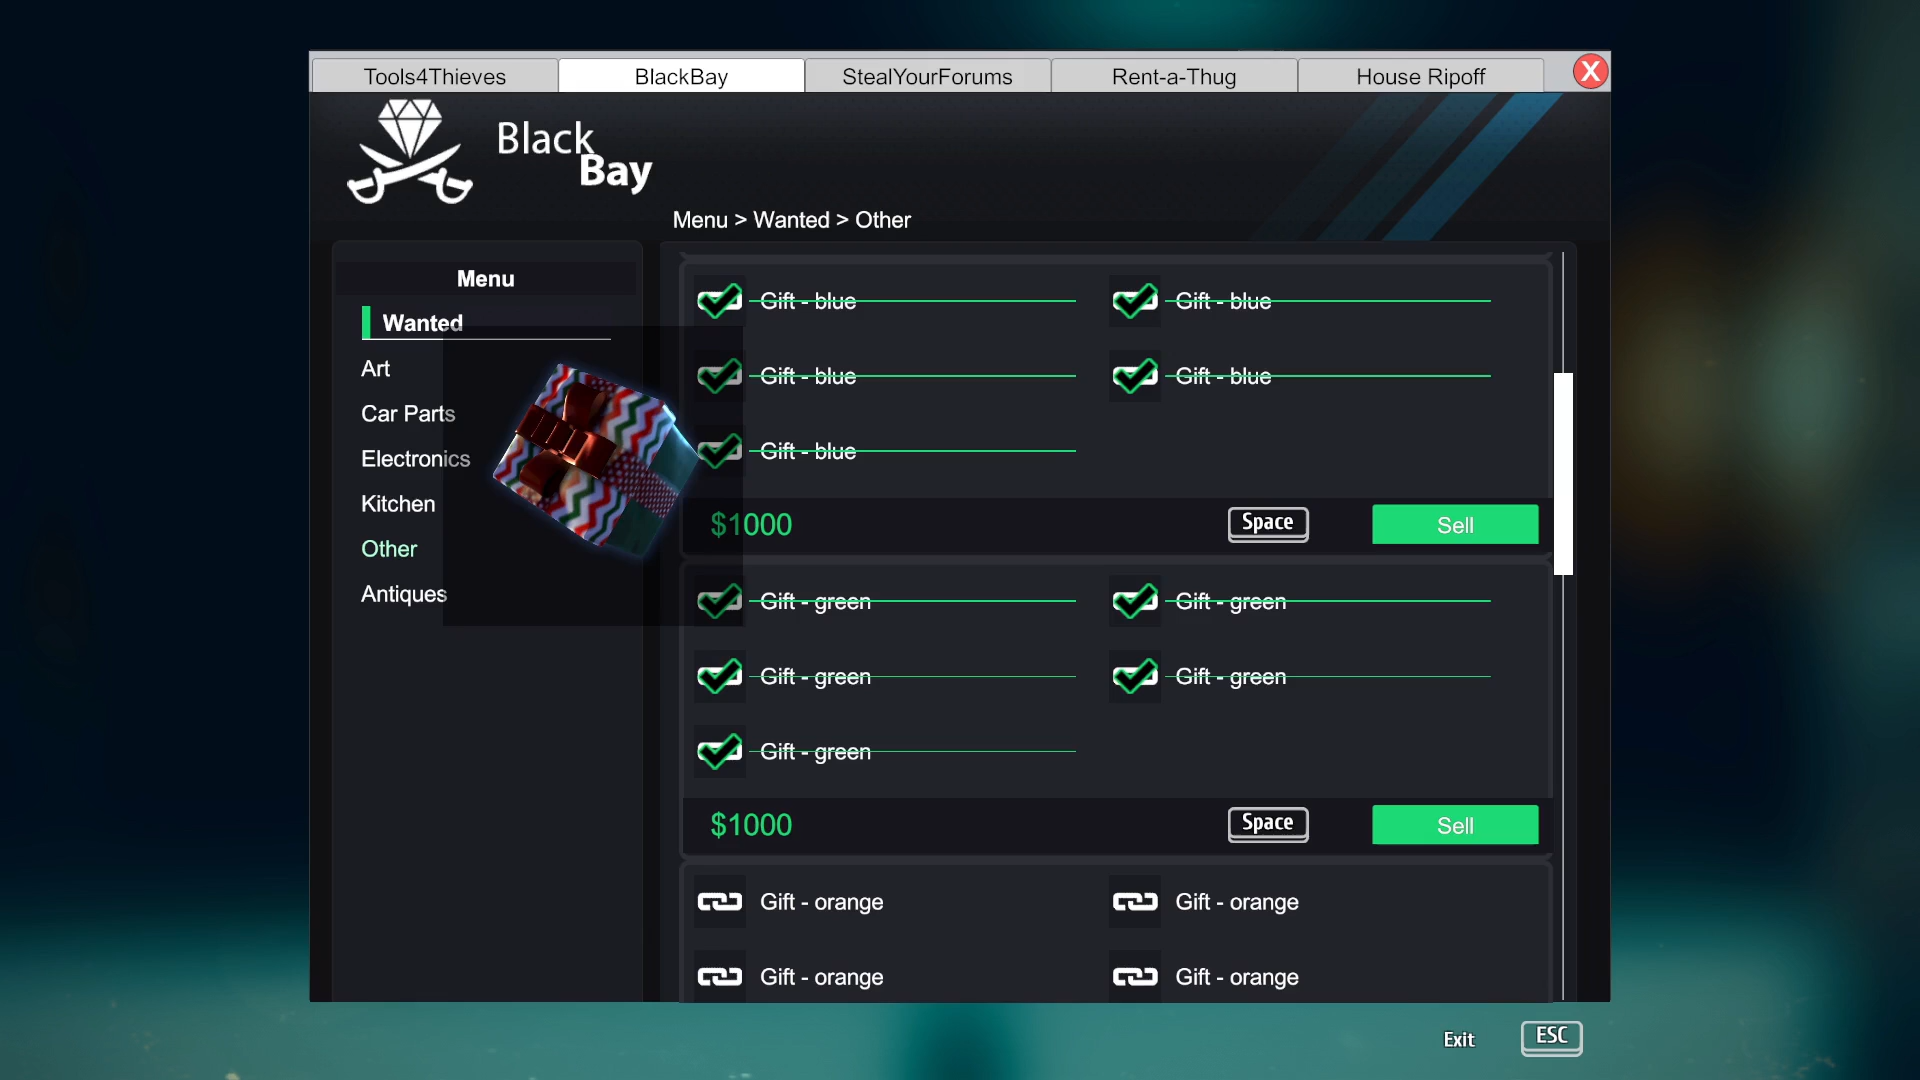 Tools4Thieves BlackBay StealYourForums Rent-a-Thug House Ripoff X
Black
Bay
Menu > Wanted > Other
Menu
Wanted
Art
Car Parts
Electronics
Kitchen
Other
Antiques
Gift - blue Gift - blue
Gift - blue Gift - blue
Gift - blue
$1000 Space Sell
Gift - green Gift - green
Gift - green Gift - green
Gift - green
$1000 Space Sell
Gift - orange Gift - orange
Gift - orange Gift - orange
Exit ESC